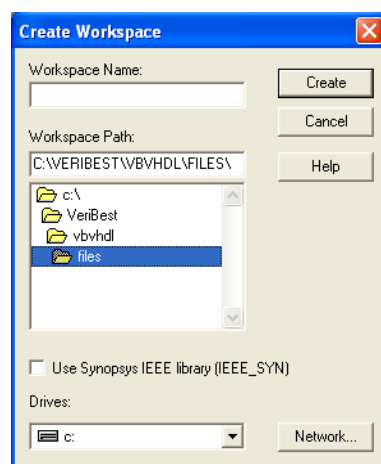 Create Workspace
Workspace Name:
Create
Cancel
Workspace Path:
C:\VERIBEST\VBVHDL\FILES\
Help
c:\
VeriBest
vbvhdl
files
Use Synopsys IEEE library (IEEE_SYN)
Drives:
c:
Network...